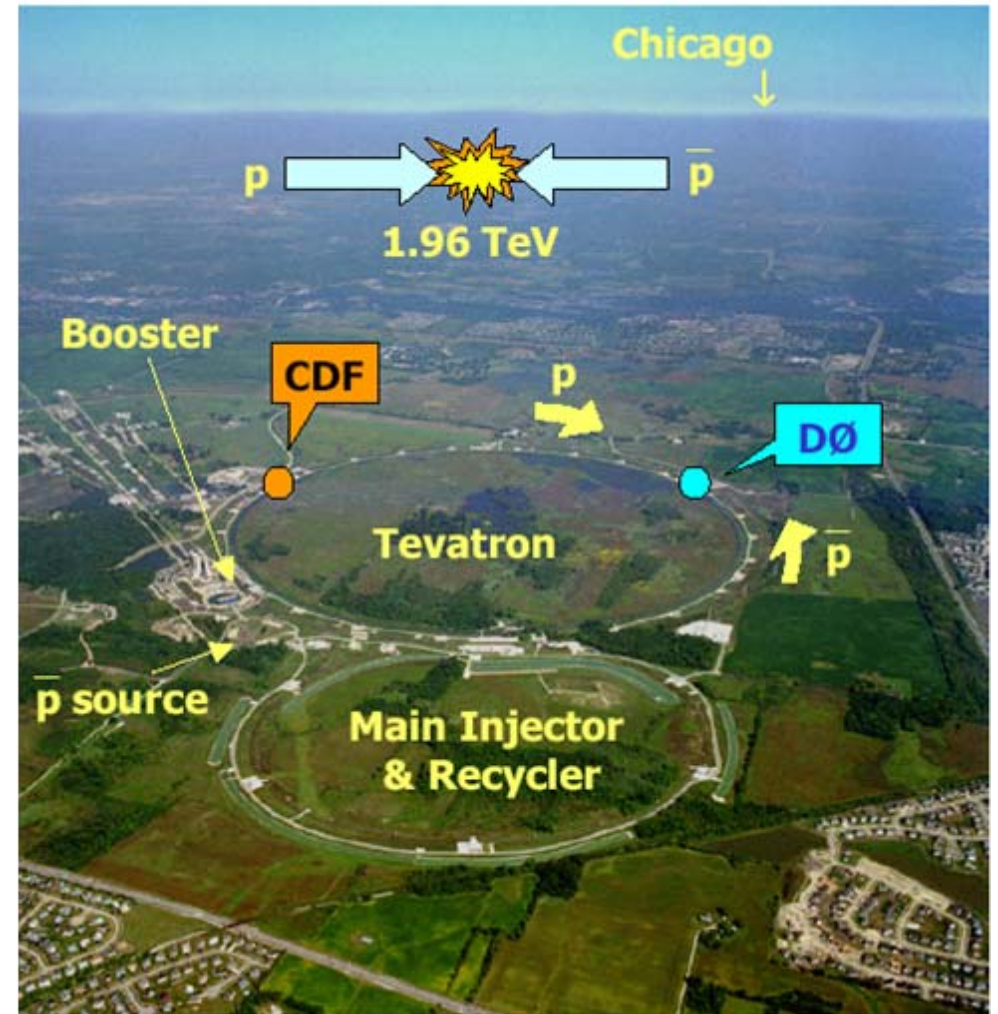 Chicago
↓
p p̅
1.96 TeV
Booster
CDF
p
DØ
Tevatron
p̅
p̅ source
Main Injector
& Recycler